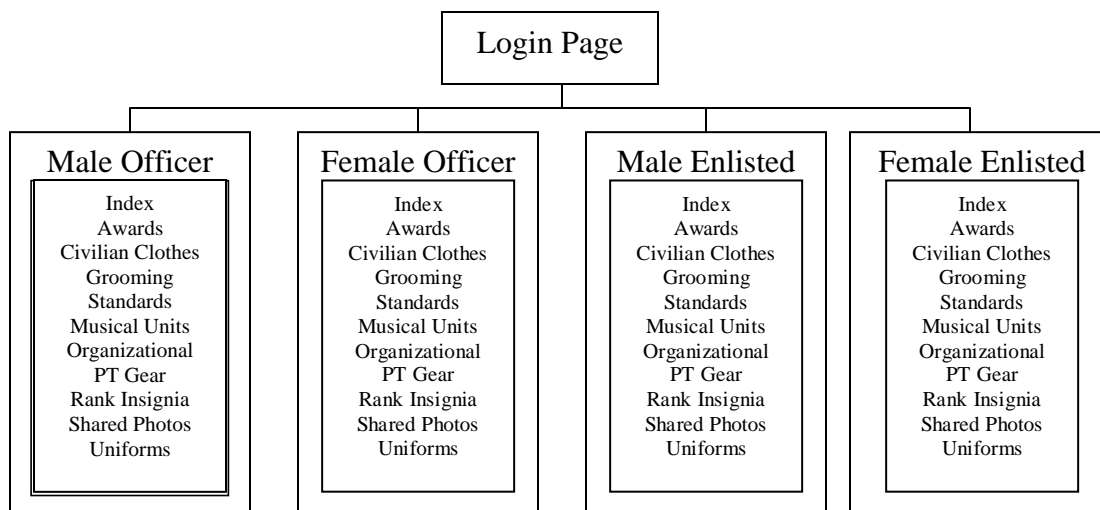 Login Page
Male Officer
Index
Awards
Civilian Clothes
Grooming
Standards
Musical Units
Organizational
PT Gear
Rank Insignia
Shared Photos
Uniforms
Female Officer
Index
Awards
Civilian Clothes
Grooming
Standards
Musical Units
Organizational
PT Gear
Rank Insignia
Shared Photos
Uniforms
Male Enlisted
Index
Awards
Civilian Clothes
Grooming
Standards
Musical Units
Organizational
PT Gear
Rank Insignia
Shared Photos
Uniforms
Female Enlisted
Index
Awards
Civilian Clothes
Grooming
Standards
Musical Units
Organizational
PT Gear
Rank Insignia
Shared Photos
Uniforms